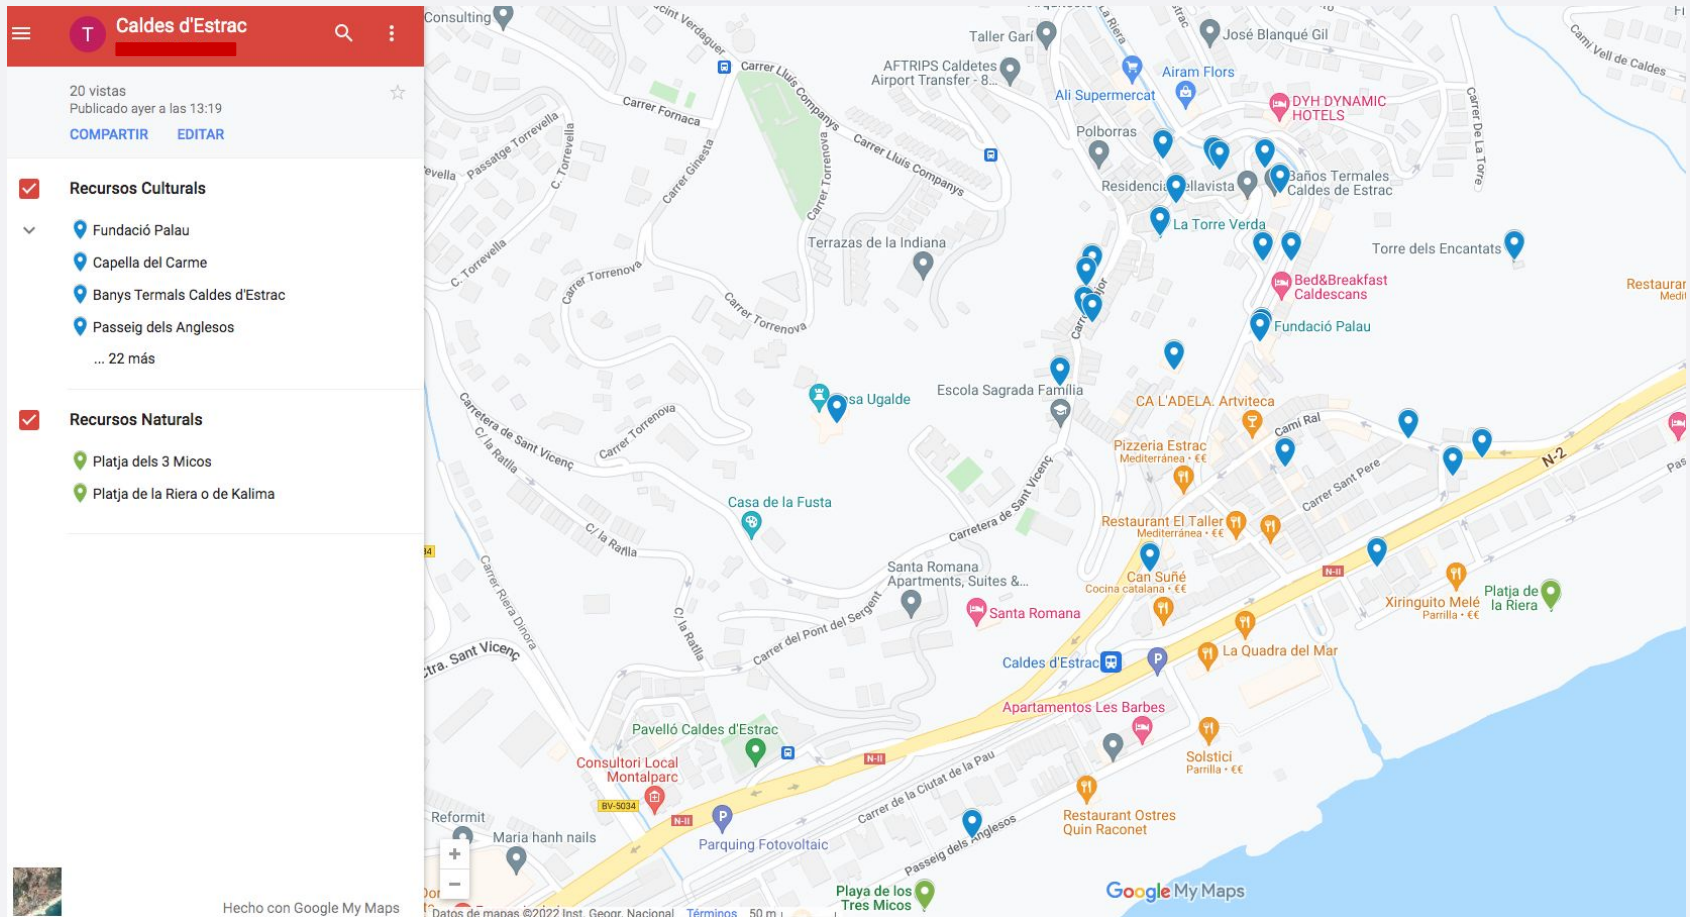 Caldes d'Estrac
T
20 vistas
Publicado ayer a las 13:19
COMPARTIR EDITAR
Recursos Culturals
Fundació Palau
Capella del Carme
Banys Termals Caldes d'Estrac
Passeig dels Anglesos
... 22 más
Recursos Naturals
Platja dels 3 Micos
Platja de la Riera o de Kalima
Hecho con Google My Maps
Consulting
Taller Garí
José Blanqué Gil
Camí Vell de Caldes
AFTRIPS Caldetes
Airport Transfer - 8...
Airam Flors
Ali Supermercat
DYH DYNAMIC
HOTELS
Carrer De La Torre
Carrer Lluís Companys
Carrer Fornaca
Passatge Torrevella
C. Torrevella
Carrer Ginesta
Carrer Torrenova
Carrer Lluís Companys
Polborras
Baños Termales
Caldes de Estrac
La Torre Verda
Torre dels Encantats
Terrazas de la Indiana
C. Torrevella
Carrer Torrenova
Carrer Torrenova
Bed&Breakfast
Caldescans
Fundació Palau
Escola Sagrada Família
CA L'ADELA. Artviteca
Camí Ral
Carretera de Sant Vicenç
C/ la Ratlla
Carrer Torrenova
Pizzeria Estrac
Mediterránea • €€
N-2
Carrer Sant Pere
Casa de la Fusta
Carretera de Sant Vicenç
C/ la Ratlla
Restaurant El Taller
Mediterránea • €€
Carrer Riera Dinora
Santa Romana
Apartments, Suites &...
Can Suñé
Cocina catalana • €€
N-II
Xiringuito Melé
Parrilla • €€
Platja de
la Riera
Santa Romana
C/ la Ratlla
Carrer del Pont del Sergent
Ctra. Sant Vicenç
Caldes d'Estrac
P
La Quadra del Mar
Apartamentos Les Barbes
Pavelló Caldes d'Estrac
Consultori Local
Montalparc
N-II
Carrer de la Ciutat de la Pau
Solstici
Parrilla • €€
BV-5034
N-II
P
Reformit
Maria hanh nails
Parquing Fotovoltaic
Restaurant Ostres
Quin Raconet
Passeig dels Anglesos
Playa de los
Tres Micos
Google My Maps
Datos de mapas ©2022 Inst. Geogr. Nacional Términos 50 m